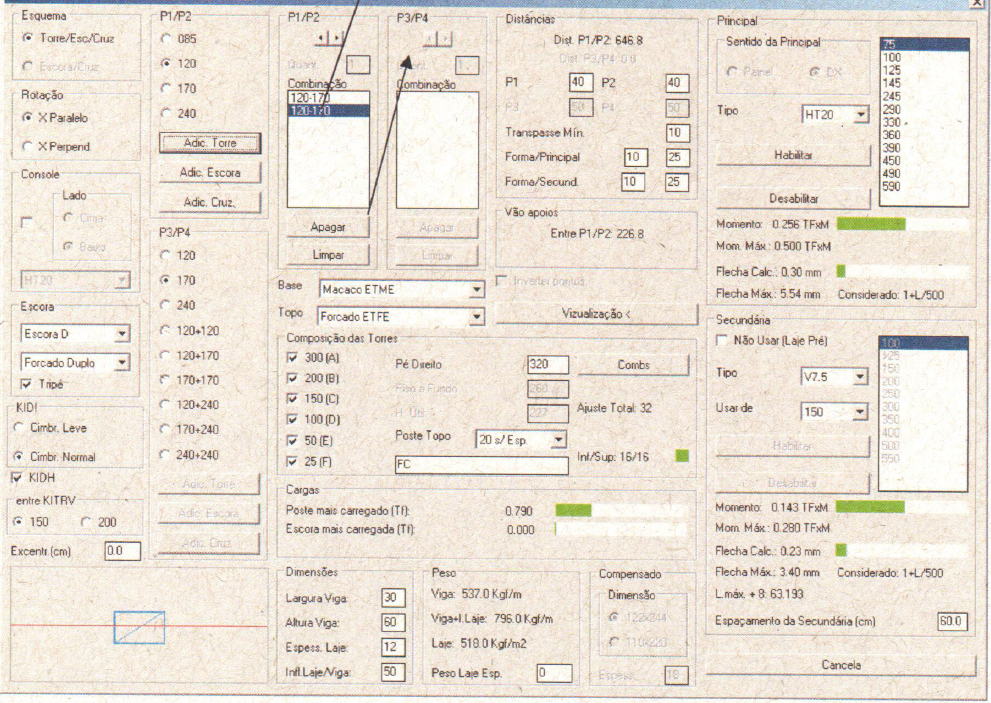 Esquema
Torre/Esc/Cruz
Escora/Cruz
Rotação
X Paralelo
X Perpend.
Console
Lado
Cima
Baixo
HT20
Escora
Escora D
Forcado Duplo
Tripé
KIDI
Cimbr. Leve
Cimbr. Normal
KIDH
entre KITRV
150 200
Excentr.(cm) 0.0
P1/P2
085
120
170
240
Adic. Torre
Adic. Escora
Adic. Cruz.
P3/P4
120
170
240
120+120
120+170
170+170
120+240
170+240
240+240
Adic. Torre
Adic. Escora
Adic. Cruz.
P1/P2
Quant. 1
Combinação
120-170
120-170
Apagar
Limpar
P3/P4
Quant. 1
Combinação
Apagar
Limpar
Base Macaco ETME
Topo Forcado ETFE
Distâncias
Dist. P1/P2: 646.8
Dist. P3/P4: 0.0
P1 40 P2 40
P3 50 P4 50
Transpasse Mín. 10
Forma/Principal 10 25
Forma/Secund. 10 25
Vão apoios
Entre P1/P2: 226.8
Inverter pontos
Vizualização <
Composição das Torres
300 (A)
200 (B)
150 (C)
100 (D)
50 (E)
25 (F)
Pé Direito 320 Combs
Piso a Fundo 260
H. Útil 227 Ajuste Total: 32
Poste Topo 20 s/ Esp.
FC Inf/Sup: 16/16
Cargas
Poste mais carregado (Tf): 0.790
Escora mais carregada (Tf): 0.000
Dimensões
Largura Viga: 30
Altura Viga: 60
Espess. Laje: 12
Infl.Laje/Viga: 50
Peso
Viga: 537.0 Kgf/m
Viga+I.Laje: 796.0 Kgf/m
Laje: 518.0 Kgf/m2
Peso Laje Esp. 0
Compensado
Dimensão
122x244
110x220
Espess. 18
Principal
Sentido da Principal
Painel DX
Tipo HT20
Habilitar
Desabilitar
75
100
125
145
245
290
330
360
390
450
490
590
Momento: 0.256 TFxM
Mom. Máx.: 0.500 TFxM
Flecha Calc.: 0.30 mm
Flecha Máx.: 5.54 mm Considerado: 1+L/500
Secundária
Não Usar (Laje Pré)
Tipo V7.5
Usar de 150
Habilitar
Desabilitar
100
125
150
200
250
300
350
400
500
550
Momento: 0.143 TFxM
Mom. Máx.: 0.280 TFxM
Flecha Calc.: 0.23 mm
Flecha Máx.: 3.40 mm Considerado: 1+L/500
L.máx. + 8: 63.193
Espaçamento da Secundária (cm) 60.0
Cancela